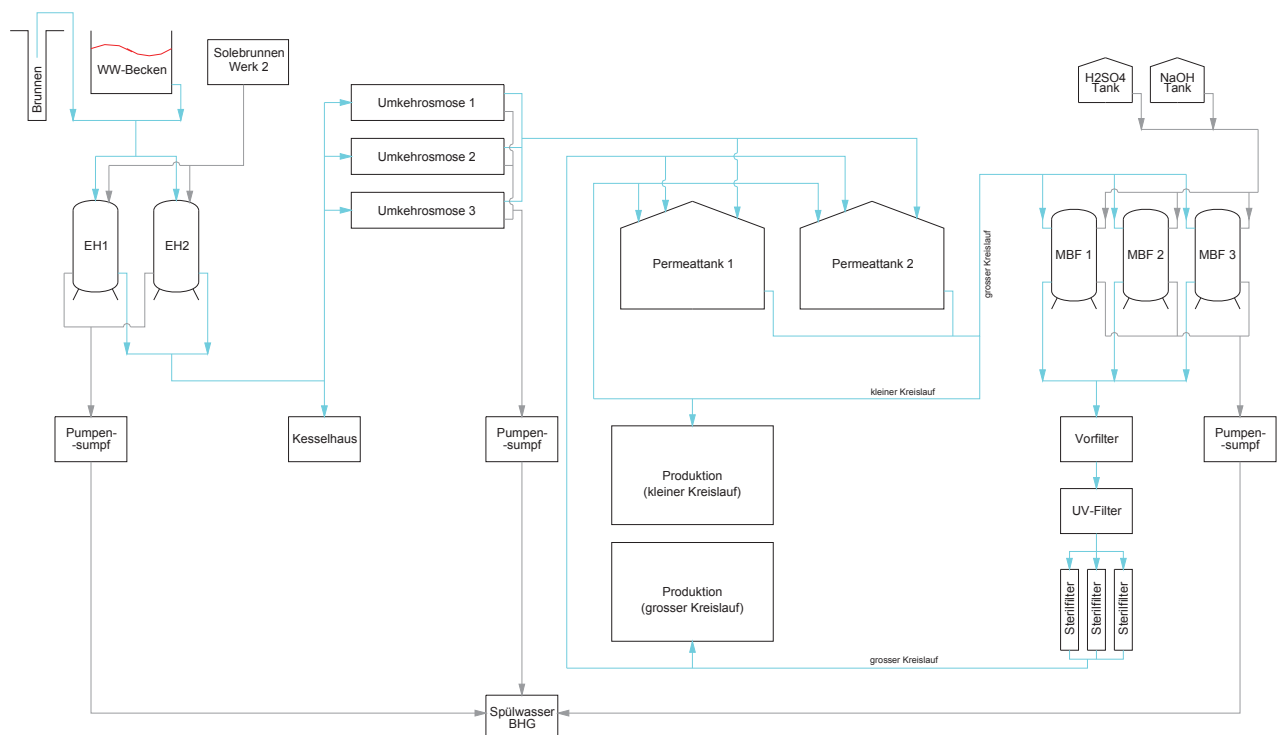 Brunnen
WW-Becken
Solebrunnen
Werk 2
H2SO4
Tank
NaOH
Tank
Umkehrosmose 1
Umkehrosmose 2
Umkehrosmose 3
EH1
EH2
Permeattank 1
Permeattank 2
grosser Kreislauf
MBF 1
MBF 2
MBF 3
kleiner Kreislauf
Pumpen-
-sumpf
Kesselhaus
Pumpen-
-sumpf
Produktion
(kleiner Kreislauf)
Vorfilter
Pumpen-
-sumpf
UV-Filter
Produktion
(grosser Kreislauf)
Sterilfilter
Sterilfilter
Sterilfilter
grosser Kreislauf
Spülwasser
BHG